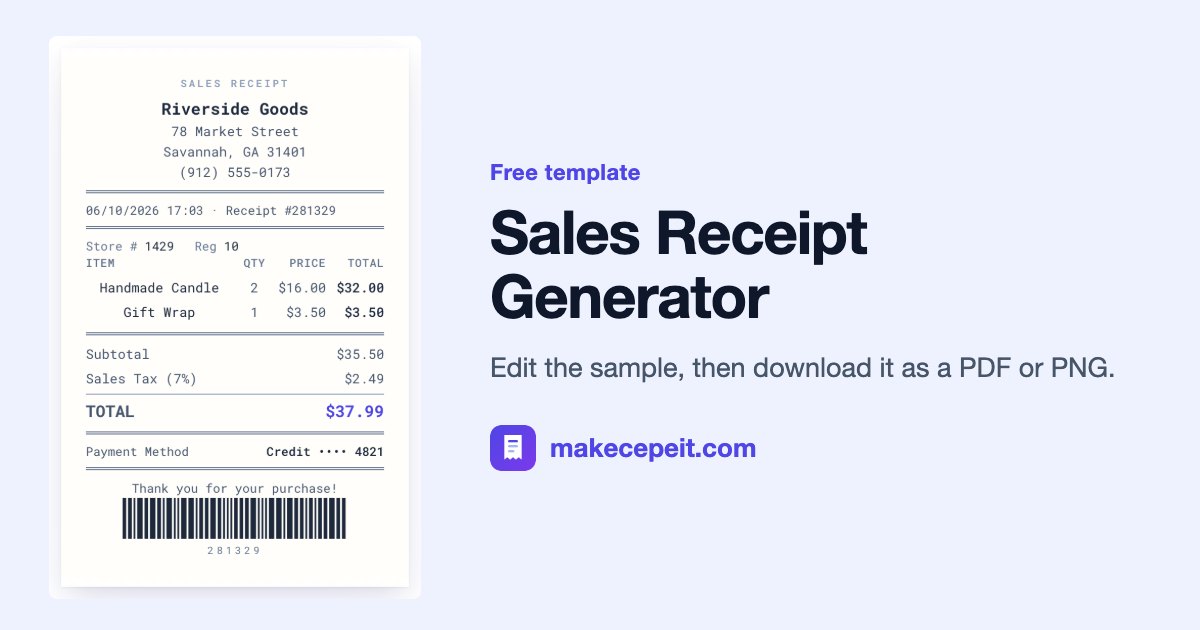 SALES RECEIPT
Riverside Goods
78 Market Street
Savannah, GA 31401
(912) 555-0173
06/10/2026 17:03 · Receipt #281329
Store # 1429 Reg 10
ITEM QTY PRICE TOTAL
Handmade Candle 2 $16.00 $32.00
Gift Wrap 1 $3.50 $3.50
Subtotal $35.50
Sales Tax (7%) $2.49
TOTAL $37.99
Payment Method Credit •••• 4821
Thank you for your purchase!
281329
Free template
Sales Receipt
Generator
Edit the sample, then download it as a PDF or PNG.
makecepeit.com